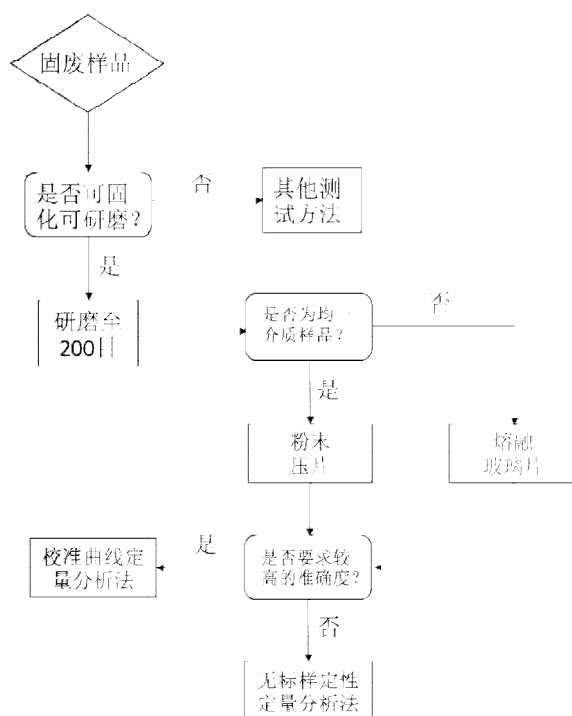 固废样品
是否可固
化可研磨？
否
其他测
试方法
是
研磨至
200目
是否为均一
介质样品？
否
是
粉末
压片
熔融
玻璃片
是
校准曲线定
量分析法
是否要求较
高的准确度？
否
无标样定性
定量分析法